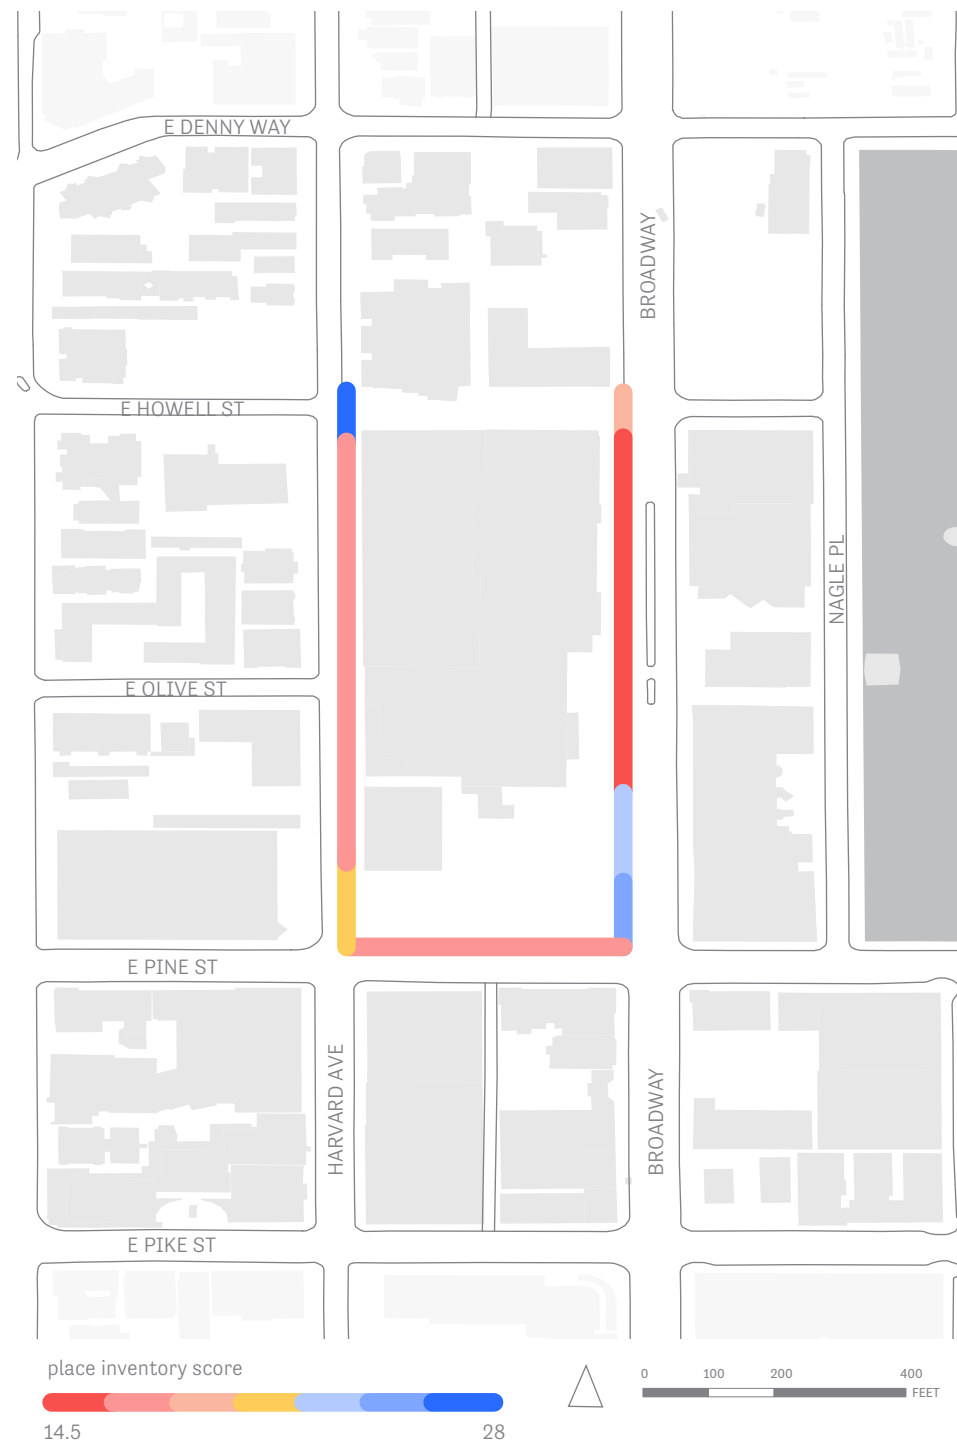 E DENNY WAY
BROADWAY
E HOWELL ST
NAGLE PL
E OLIVE ST
E PINE ST
HARVARD AVE
BROADWAY
E PIKE ST
place inventory score
14.5 28
0 100 200 400
FEET